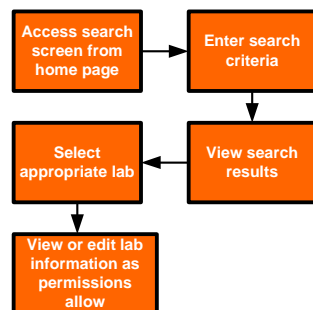 Access search
screen from
home page
Enter search
criteria
View search
results
Select
appropriate lab
View or edit lab
information as
permissions
allow